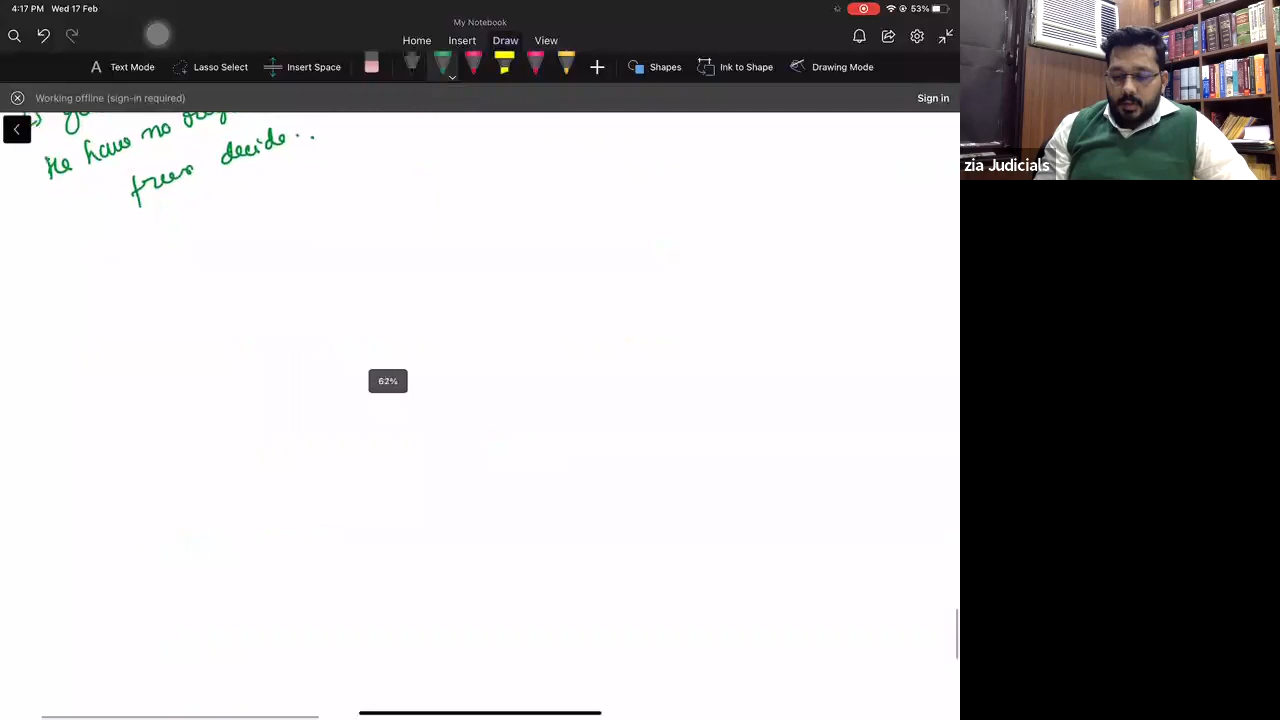 4:17 PM Wed 17 Feb
53%
My Notebook
Home Insert Draw View
Text Mode Lasso Select Insert Space Shapes Ink to Shape Drawing Mode
Working offline (sign-in required) Sign in
He have no
decide..
62%
zia Judicials